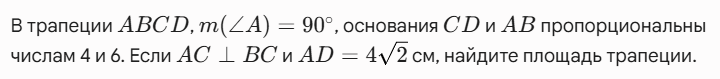 В трапеции $ABCD$, $m(\angle A) = 90^\circ$, основания $CD$ и $AB$ пропорциональны
числам 4 и 6. Если $AC \perp BC$ и $AD = 4\sqrt{2}$ см, найдите площадь трапеции.